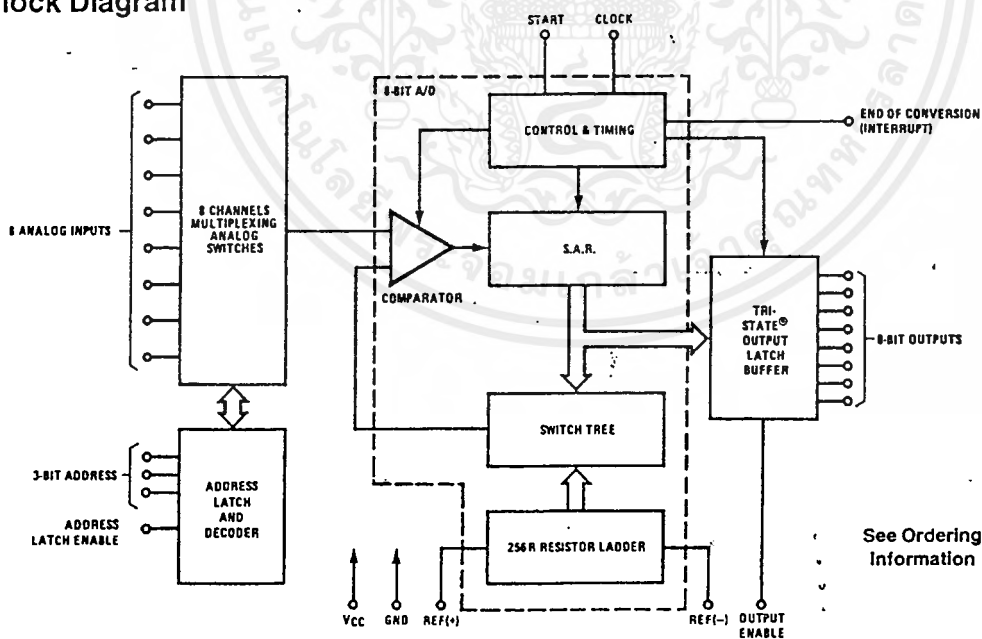 lock Diagram
START
CLOCK
8-BIT A/D
CONTROL & TIMING
END OF CONVERSION
(INTERRUPT)
8 ANALOG INPUTS
8 CHANNELS
MULTIPLEXING
ANALOG
SWITCHES
COMPARATOR
S.A.R.
TRI-
STATE®
OUTPUT
LATCH
BUFFER
8-BIT OUTPUTS
SWITCH TREE
3-BIT ADDRESS
ADDRESS
LATCH ENABLE
ADDRESS
LATCH
AND
DECODER
256R RESISTOR LADDER
See Ordering
Information
VCC
GND
REF(+)
REF(−)
OUTPUT
ENABLE